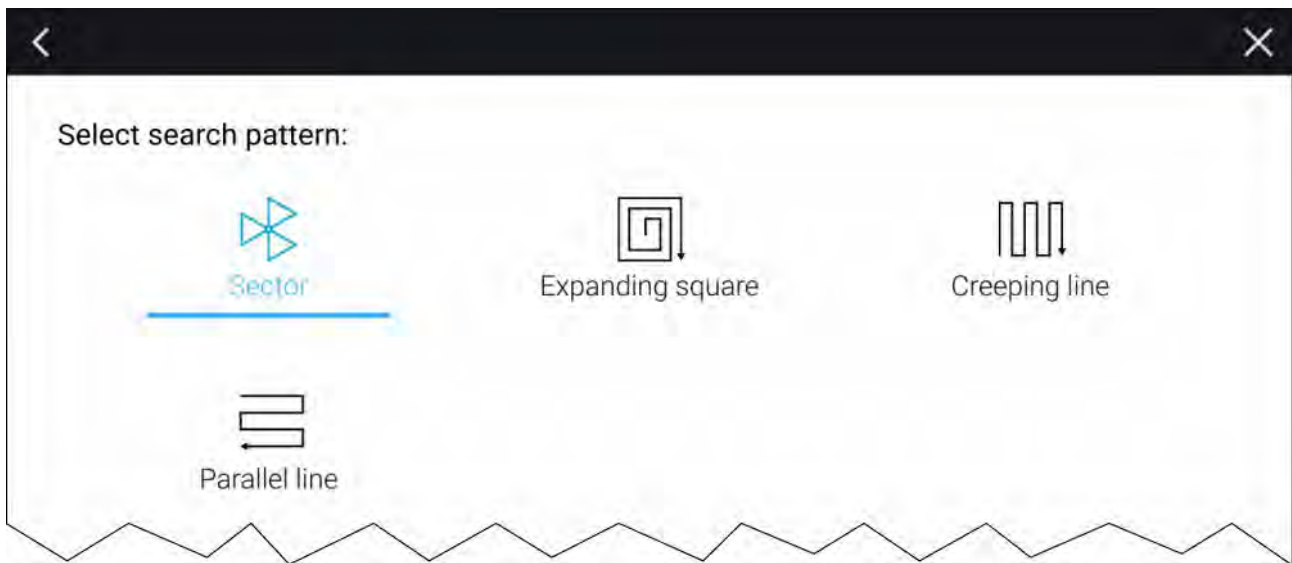 Select search pattern:
Sector
Expanding square
Creeping line
Parallel line